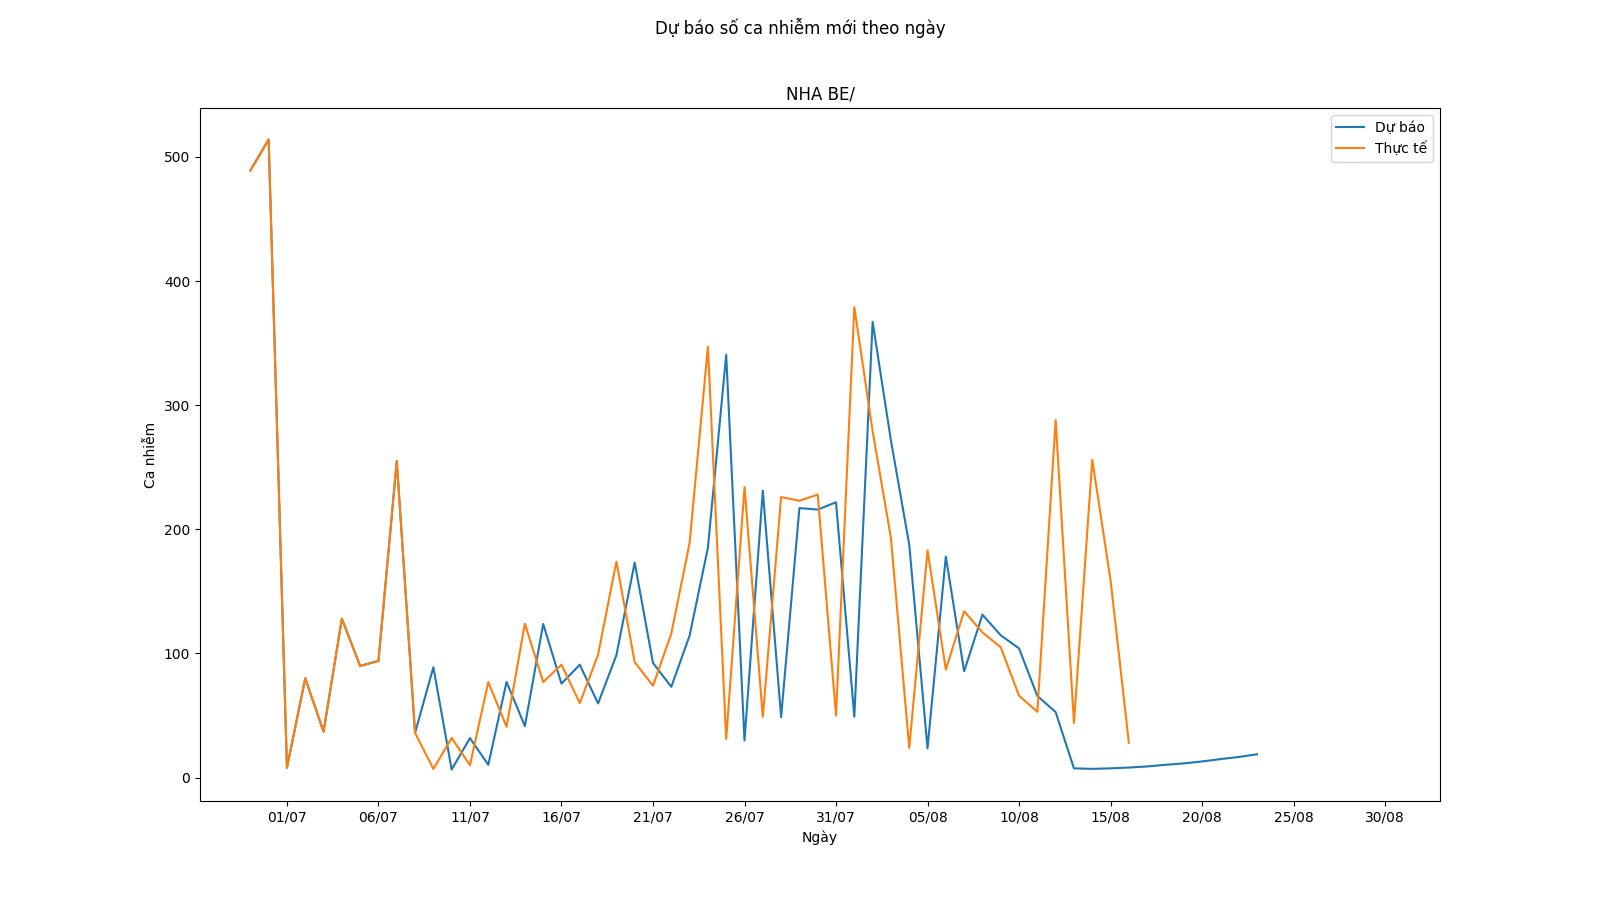 Dự báo số ca nhiễm mới theo ngày
NHA BE/
Dự báo
Thực tế
500
400
300
200
100
0
Ca nhiễm
01/07 06/07 11/07 16/07 21/07 26/07 31/07 05/08 10/08 15/08 20/08 25/08 30/08
Ngày